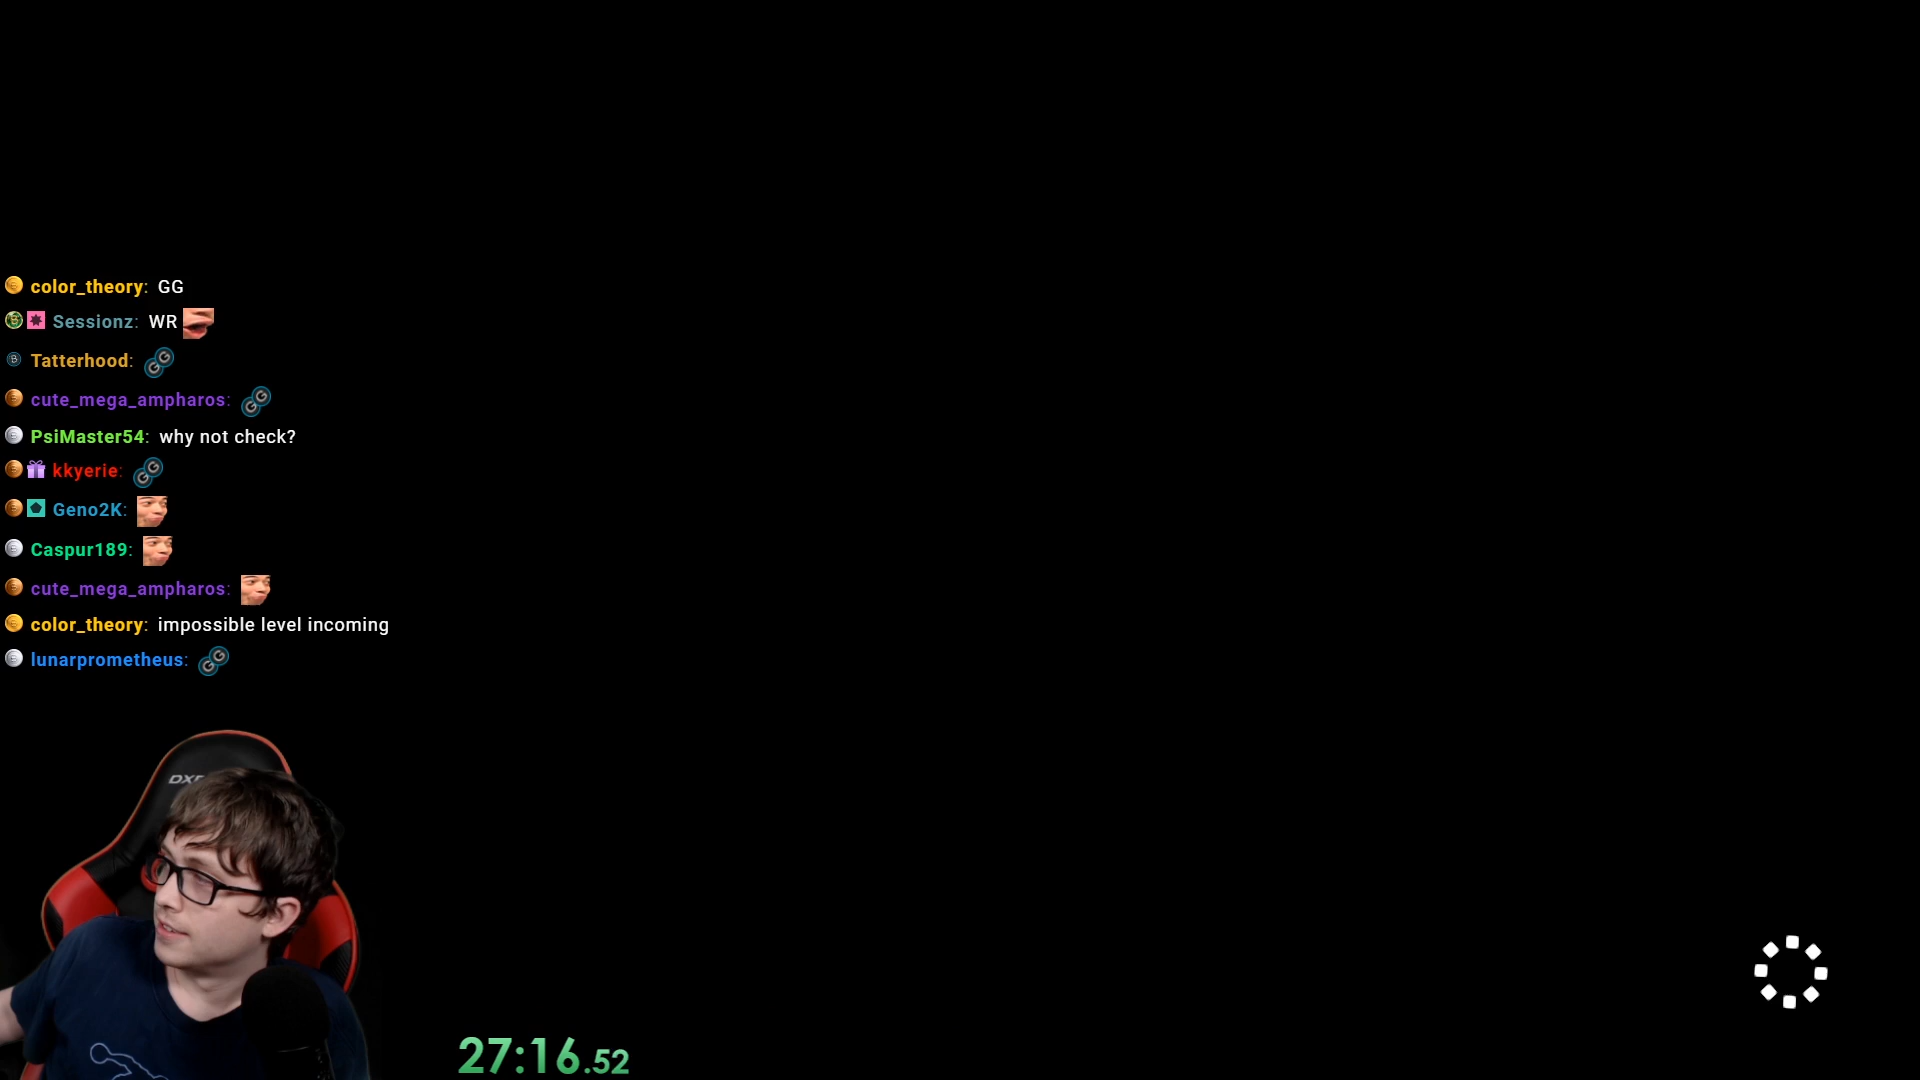 color_theory: GG
Sessionz: WR
Tatterhood:
cute_mega_ampharos:
PsiMaster54: why not check?
kkyerie:
Geno2K:
Caspur189:
cute_mega_ampharos:
color_theory: impossible level incoming
lunarprometheus:
27:16.52